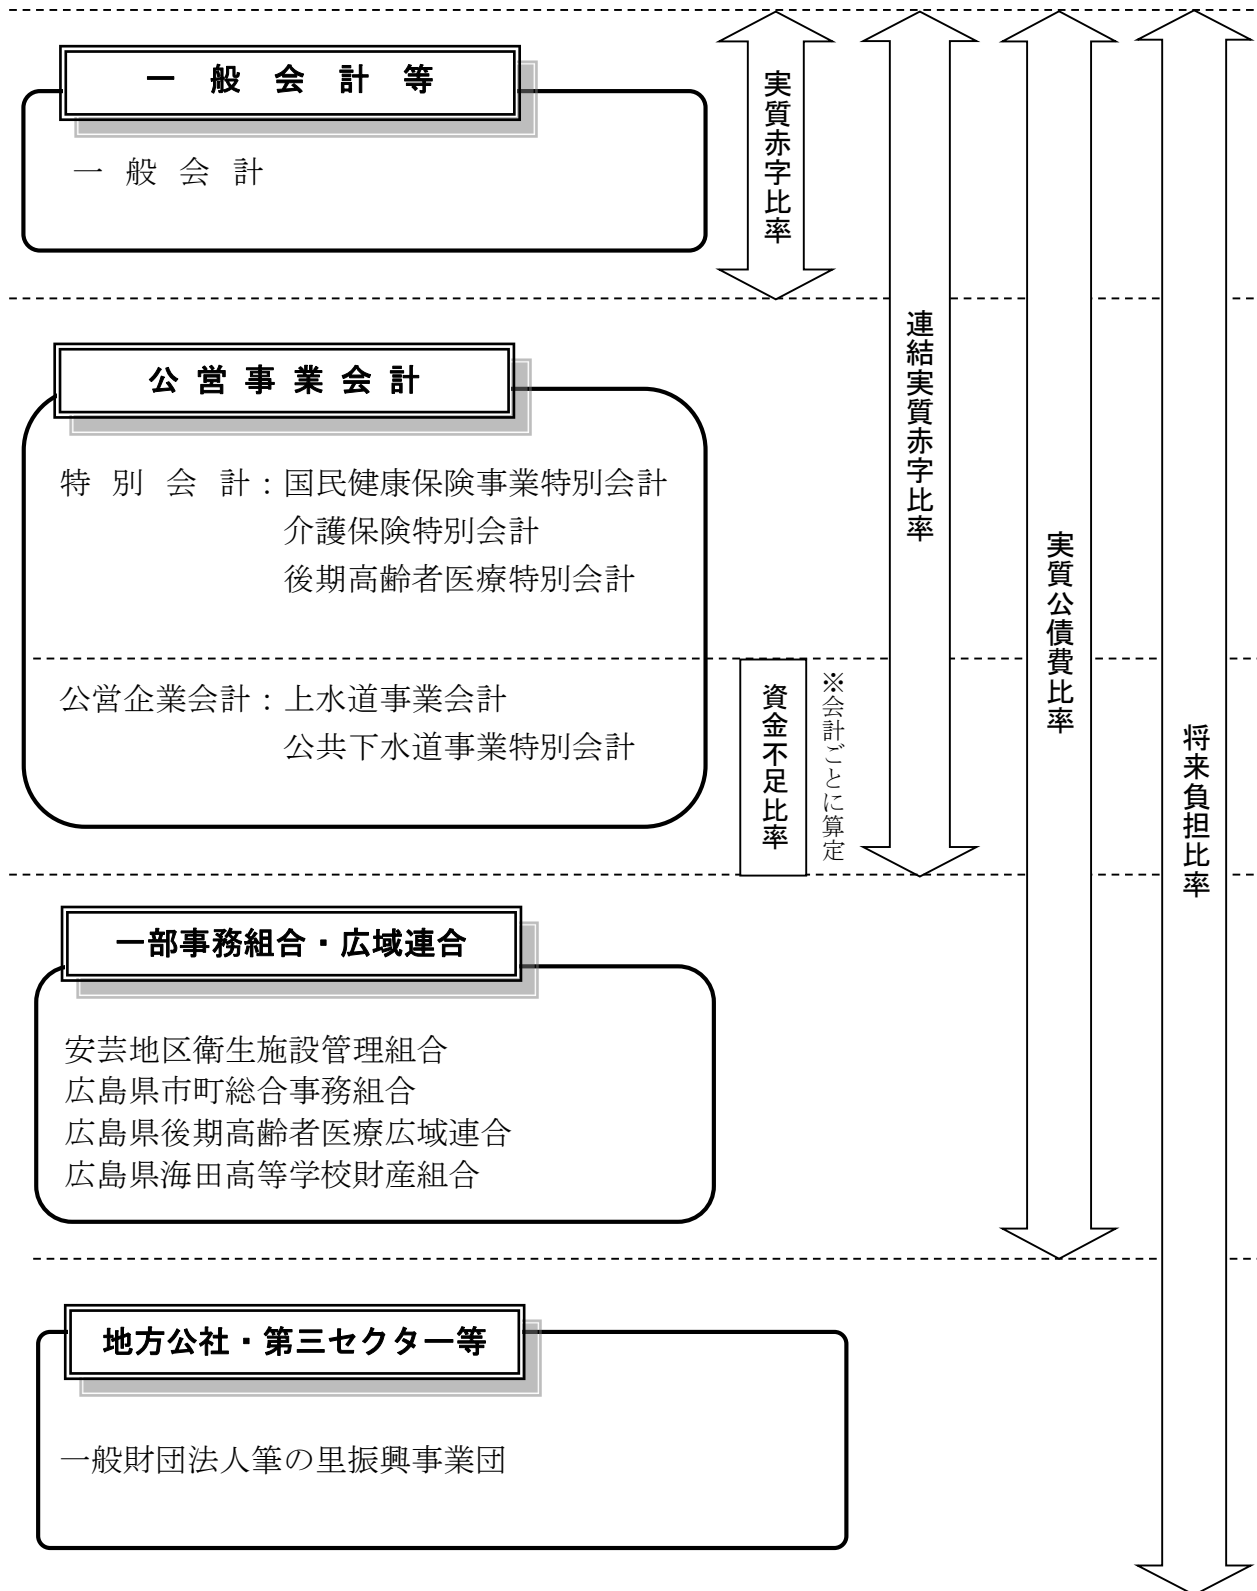 一般会計等
一般会計
実質赤字比率
連結実質赤字比率
実質公債費比率
将来負担比率
公営事業会計
特別会計：国民健康保険事業特別会計
介護保険特別会計
後期高齢者医療特別会計
公営企業会計：上水道事業会計
公共下水道事業特別会計
資金不足比率
※会計ごとに算定
一部事務組合・広域連合
安芸地区衛生施設管理組合
広島県市町総合事務組合
広島県後期高齢者医療広域連合
広島県海田高等学校財産組合
地方公社・第三セクター等
一般財団法人筆の里振興事業団